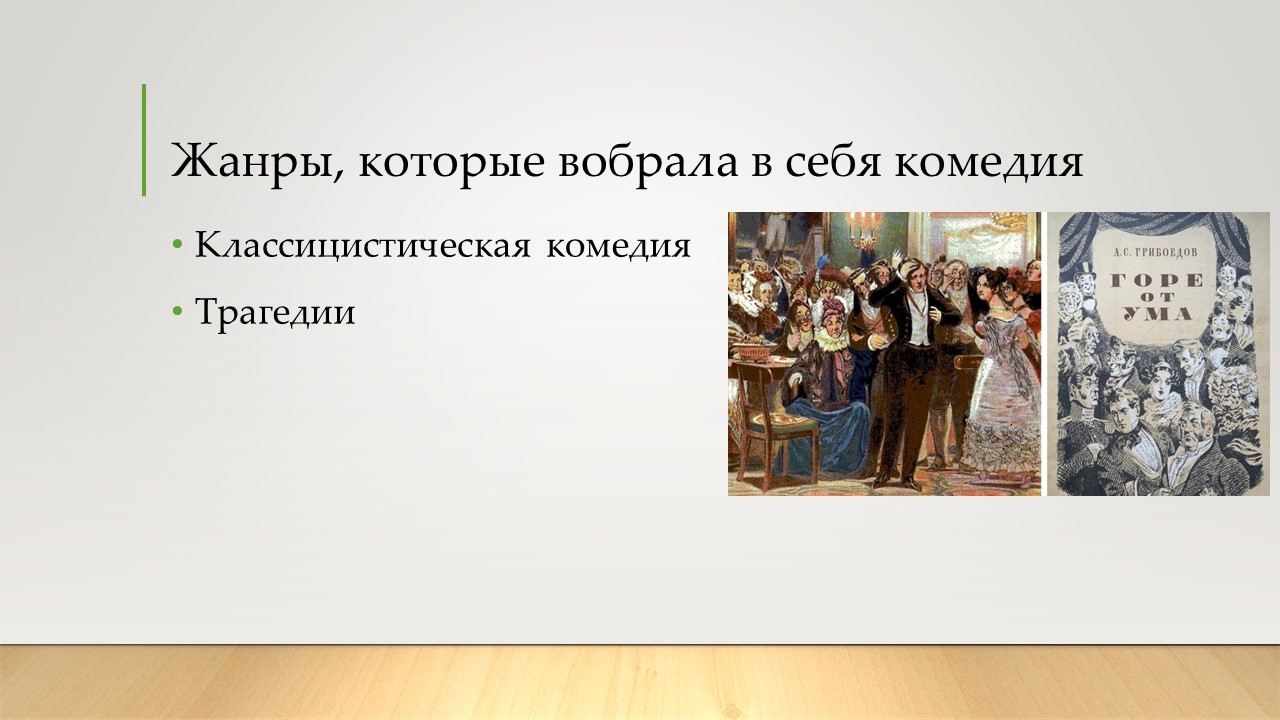 Жанры, которые вобрала в себя комедия
• Классицистическая комедия
• Трагедии
А.С. ГРИБОЕДОВ
ГОРЕ
ОТ
УМА